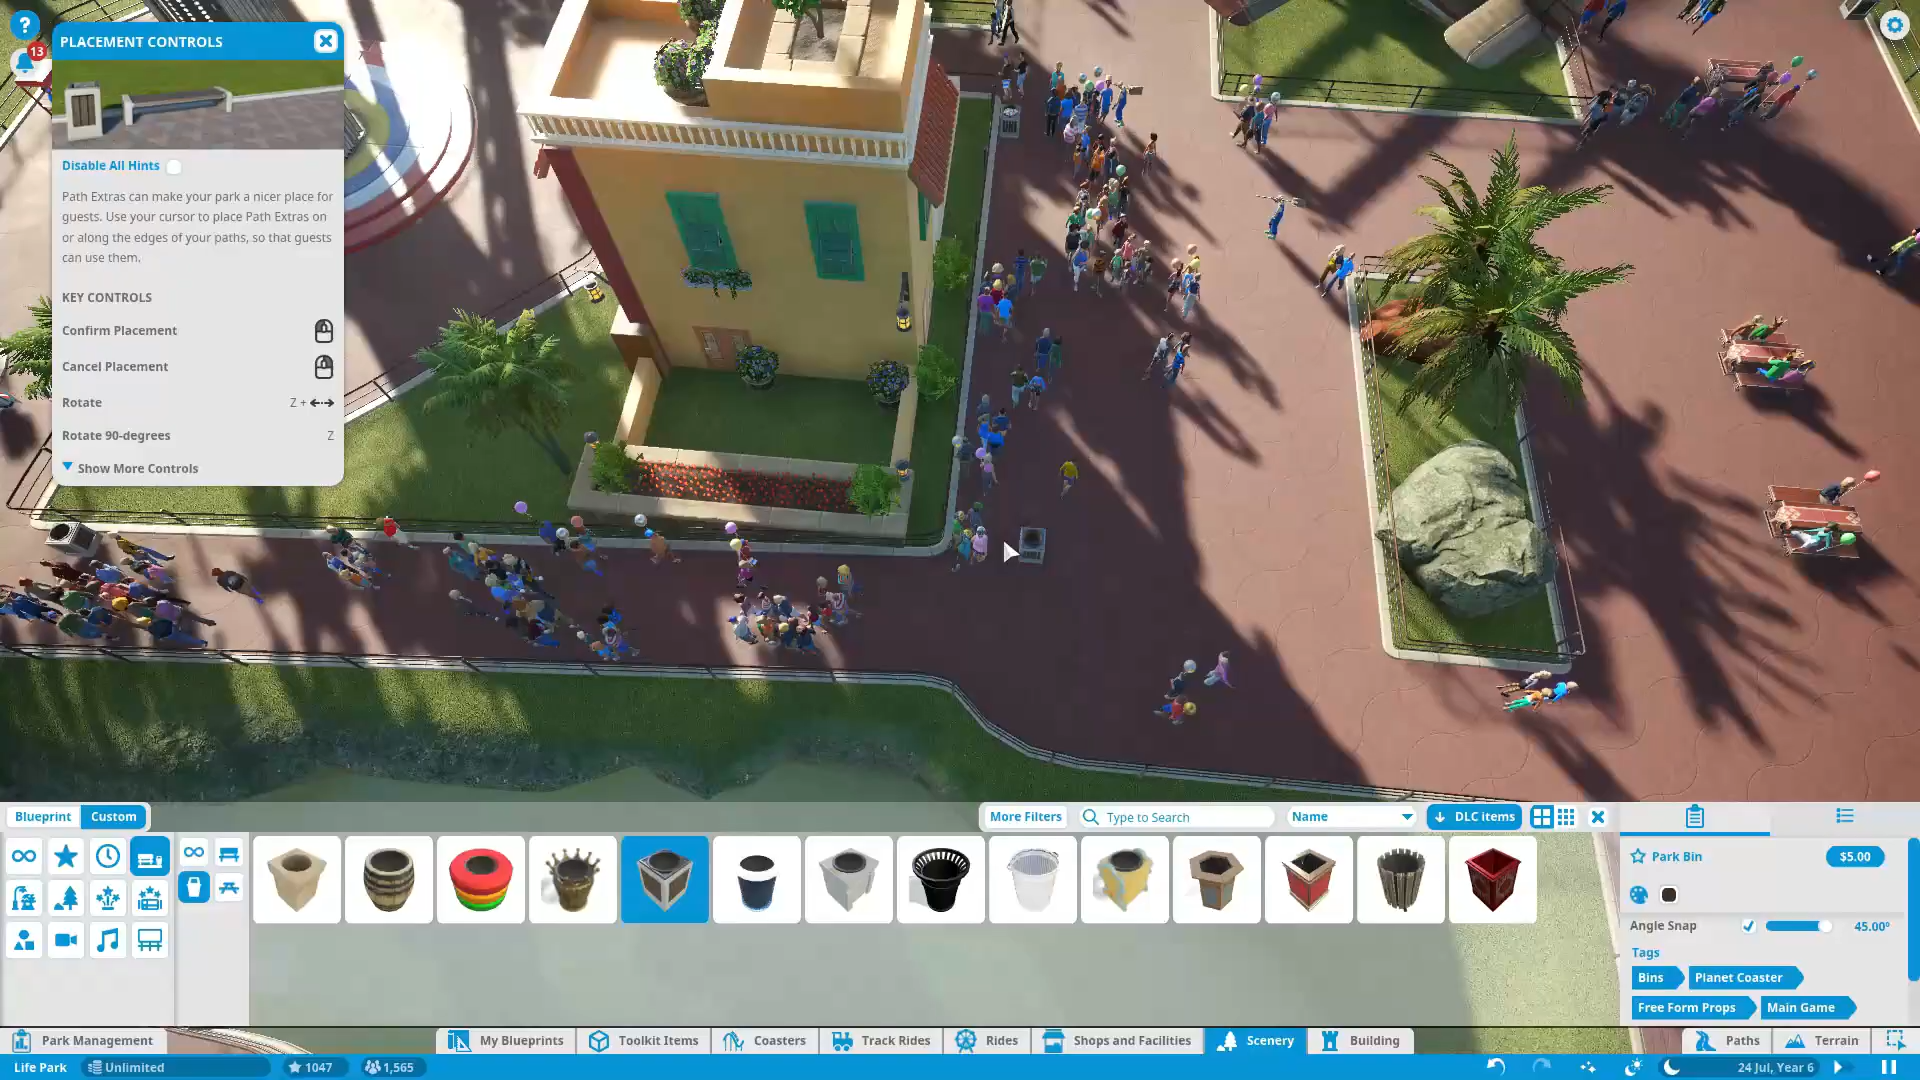 ?
13
PLACEMENT CONTROLS
Disable All Hints
Path Extras can make your park a nicer place for
guests. Use your cursor to place Path Extras on
or along the edges of your paths, so that guests
can use them.
KEY CONTROLS
Confirm Placement
Cancel Placement
Rotate Z +
Rotate 90-degrees Z
Show More Controls
Blueprint Custom
More Filters Type to Search Name DLC items
Park Bin $5.00
Angle Snap 45.00°
Tags
Bins Planet Coaster
Free Form Props Main Game
Park Management My Blueprints Toolkit Items Coasters Track Rides Rides Shops and Facilities Scenery Building Paths Terrain
Life Park Unlimited 1047 1,565 24 Jul, Year 6